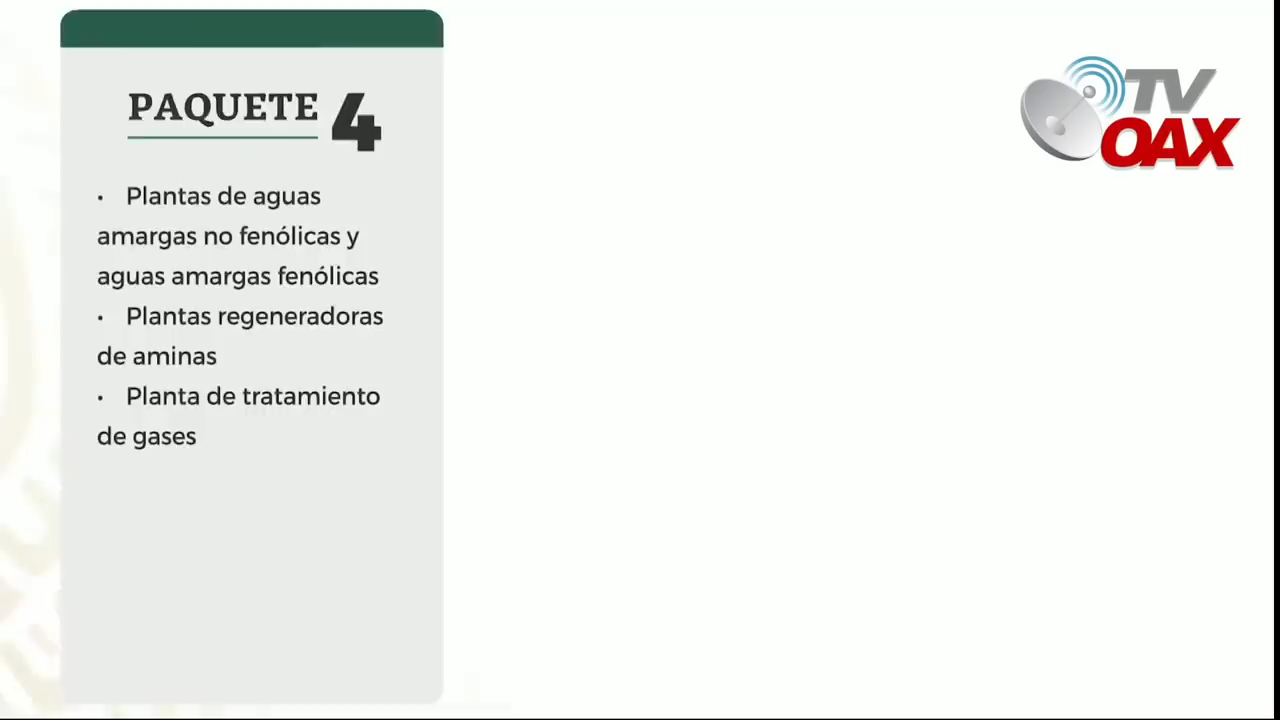 PAQUETE 4
• Plantas de aguas
amargas no fenólicas y
aguas amargas fenólicas
• Plantas regeneradoras
de aminas
• Planta de tratamiento
de gases
TV
OAX